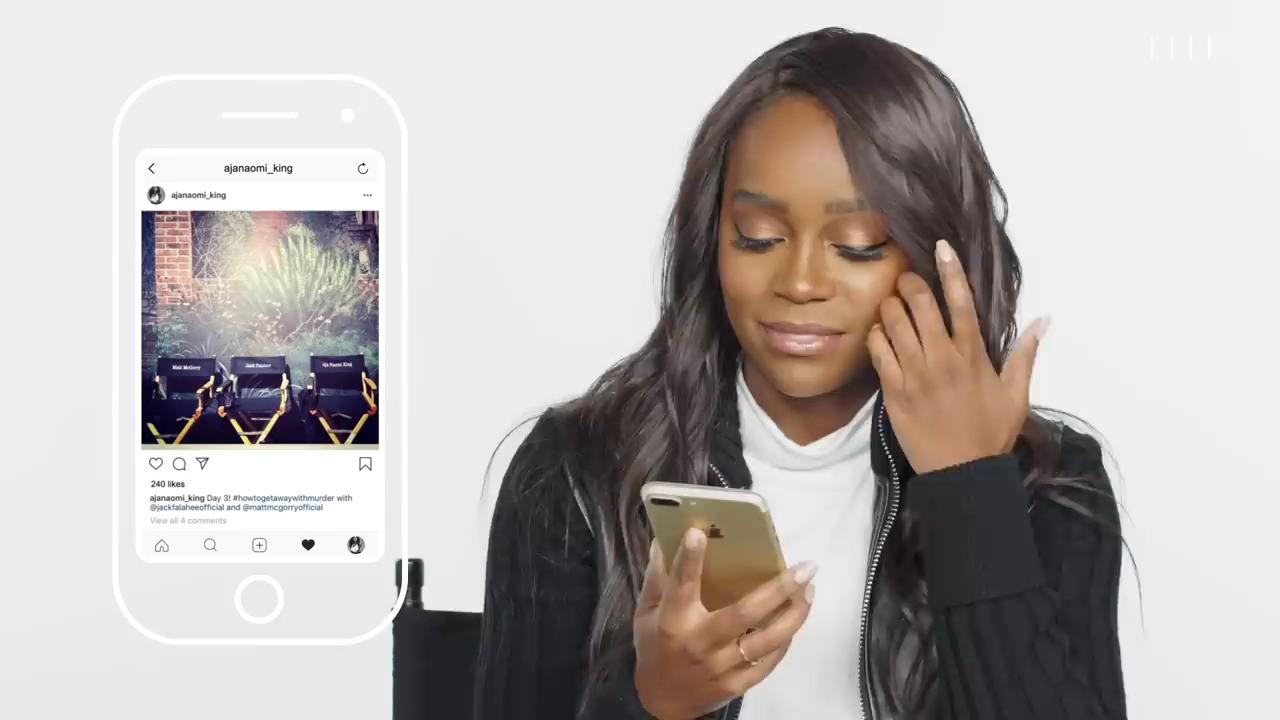 ajanaomi_king
ajanaomi_king
Matt McGorry
Jack Falahee
Aja Naomi King
240 likes
ajanaomi_king Day 3! #howtogetawaywithmurder with
@jackfalaheeofficial and @mattmcgorryofficial
View all 4 comments